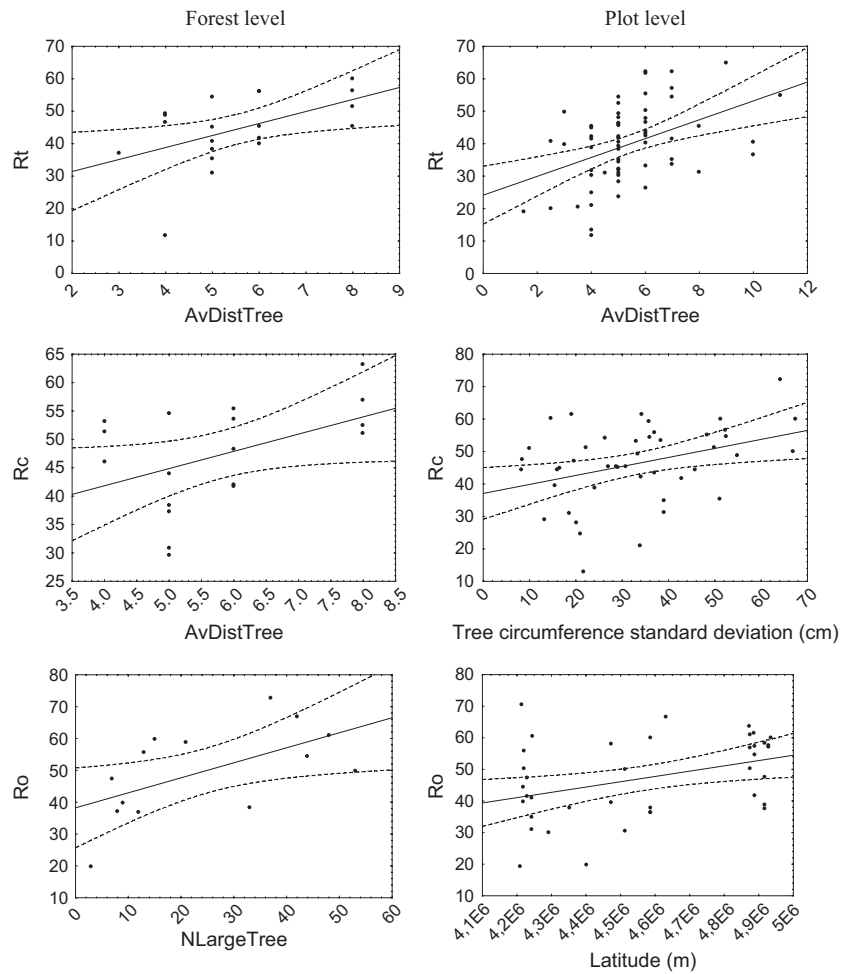 Forest level
Plot level
70
60
50
40
30
20
10
0
Rt
2 3 4 5 6 7 8 9
AvDistTree
70
60
50
40
30
20
10
0
Rt
0 2 4 6 8 10 12
AvDistTree
65
60
55
50
45
40
35
30
25
Rc
3.5 4.0 4.5 5.0 5.5 6.0 6.5 7.0 7.5 8.0 8.5
AvDistTree
80
70
60
50
40
30
20
10
Rc
0 10 20 30 40 50 60 70
Tree circumference standard deviation (cm)
80
70
60
50
40
30
20
10
Ro
0 10 20 30 40 50 60
NLargeTree
80
70
60
50
40
30
20
10
Ro
4,1E6 4,2E6 4,3E6 4,4E6 4,5E6 4,6E6 4,7E6 4,8E6 4,9E6 5E6
Latitude (m)